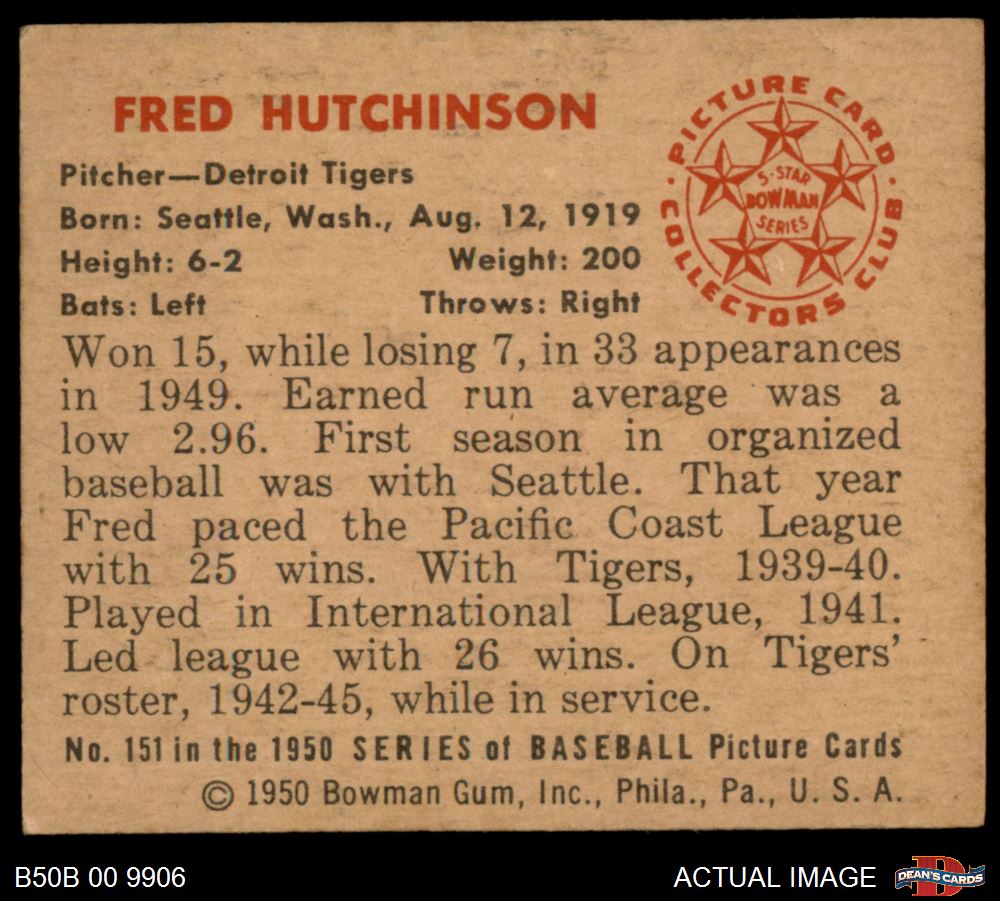 FRED HUTCHINSON
Pitcher—Detroit Tigers
Born: Seattle, Wash., Aug. 12, 1919
Height: 6-2 Weight: 200
Bats: Left Throws: Right
PICTURE CARD COLLECTORS CLUB
5-STAR
BOWMAN
SERIES
Won 15, while losing 7, in 33 appearances
in 1949. Earned run average was a
low 2.96. First season in organized
baseball was with Seattle. That year
Fred paced the Pacific Coast League
with 25 wins. With Tigers, 1939-40.
Played in International League, 1941.
Led league with 26 wins. On Tigers'
roster, 1942-45, while in service.
No. 151 in the 1950 SERIES of BASEBALL Picture Cards
© 1950 Bowman Gum, Inc., Phila., Pa., U. S. A.
B50B 00 9906
ACTUAL IMAGE
DEAN'S CARDS